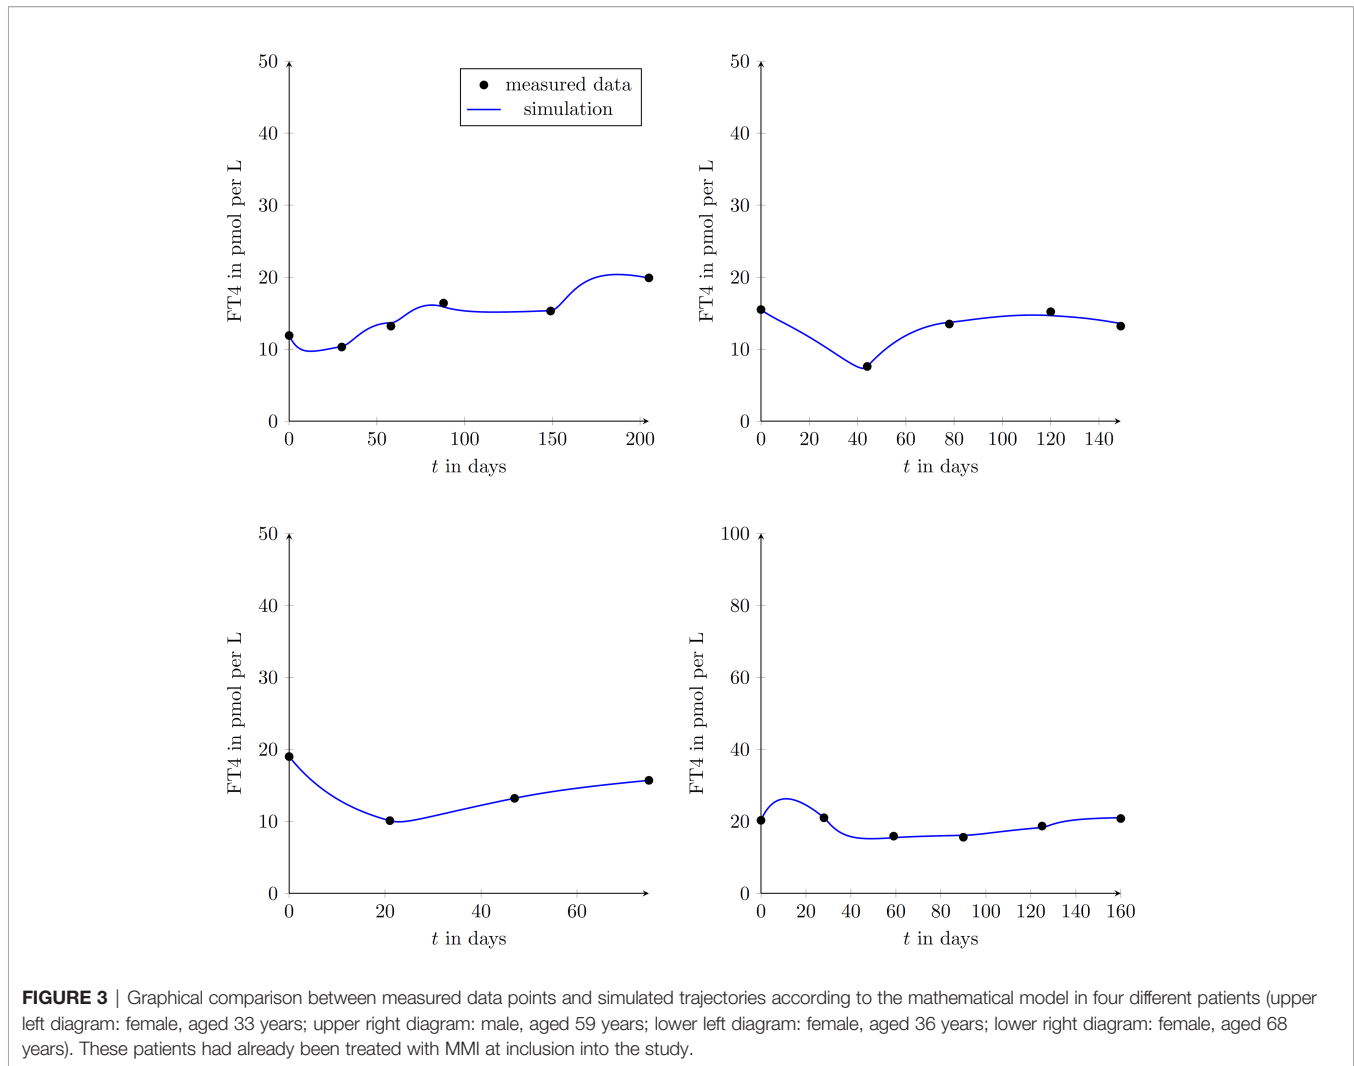 50
40
30
20
10
0
FT4 in pmol per L
0 50 100 150 200
t in days
measured data
simulation
50
40
30
20
10
0
FT4 in pmol per L
0 20 40 60 80 100 120 140
t in days
50
40
30
20
10
0
FT4 in pmol per L
0 20 40 60
t in days
100
80
60
40
20
0
FT4 in pmol per L
0 20 40 60 80 100 120 140 160
t in days
FIGURE 3 | Graphical comparison between measured data points and simulated trajectories according to the mathematical model in four different patients (upper
left diagram: female, aged 33 years; upper right diagram: male, aged 59 years; lower left diagram: female, aged 36 years; lower right diagram: female, aged 68
years). These patients had already been treated with MMI at inclusion into the study.